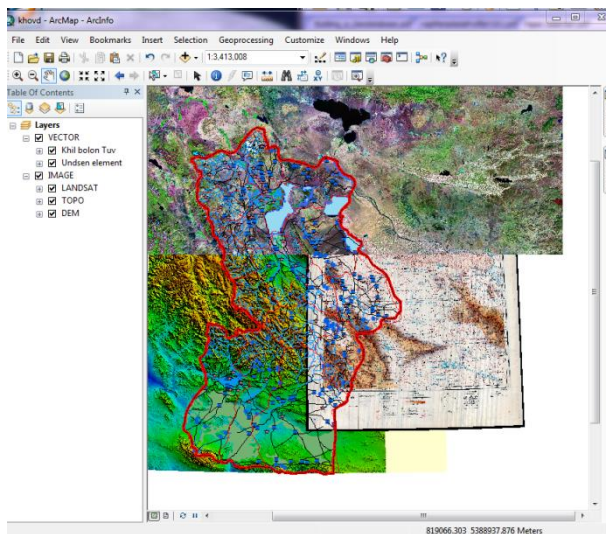 khovd - ArcMap - ArcInfo
File Edit View Bookmarks Insert Selection Geoprocessing Customize Windows Help
1:3,413,008
Table Of Contents
Layers
VECTOR
Khil bolon Tuv
Undsen element
IMAGE
LANDSAT
TOPO
DEM
819066.303 5388937.876 Meters